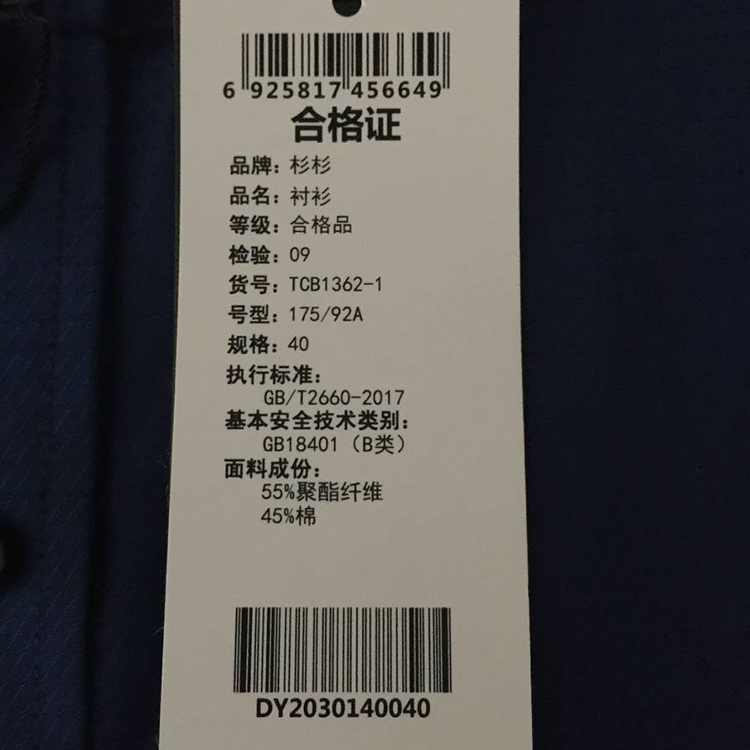 6 925817 456649
合格证
品牌：杉杉
品名：衬衫
等级：合格品
检验：09
货号：TCB1362-1
号型：175/92A
规格：40
执行标准：
GB/T2660-2017
基本安全技术类别：
GB18401（B类）
面料成份：
55%聚酯纤维
45%棉
DY2030140040